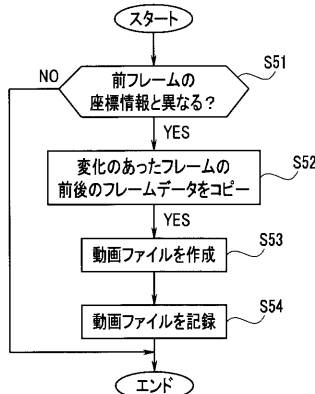 スタート
S51
NO
前フレームの
座標情報と異なる？
YES
S52
変化のあったフレームの
前後のフレームデータをコピー
YES
S53
動画ファイルを作成
S54
動画ファイルを記録
エンド